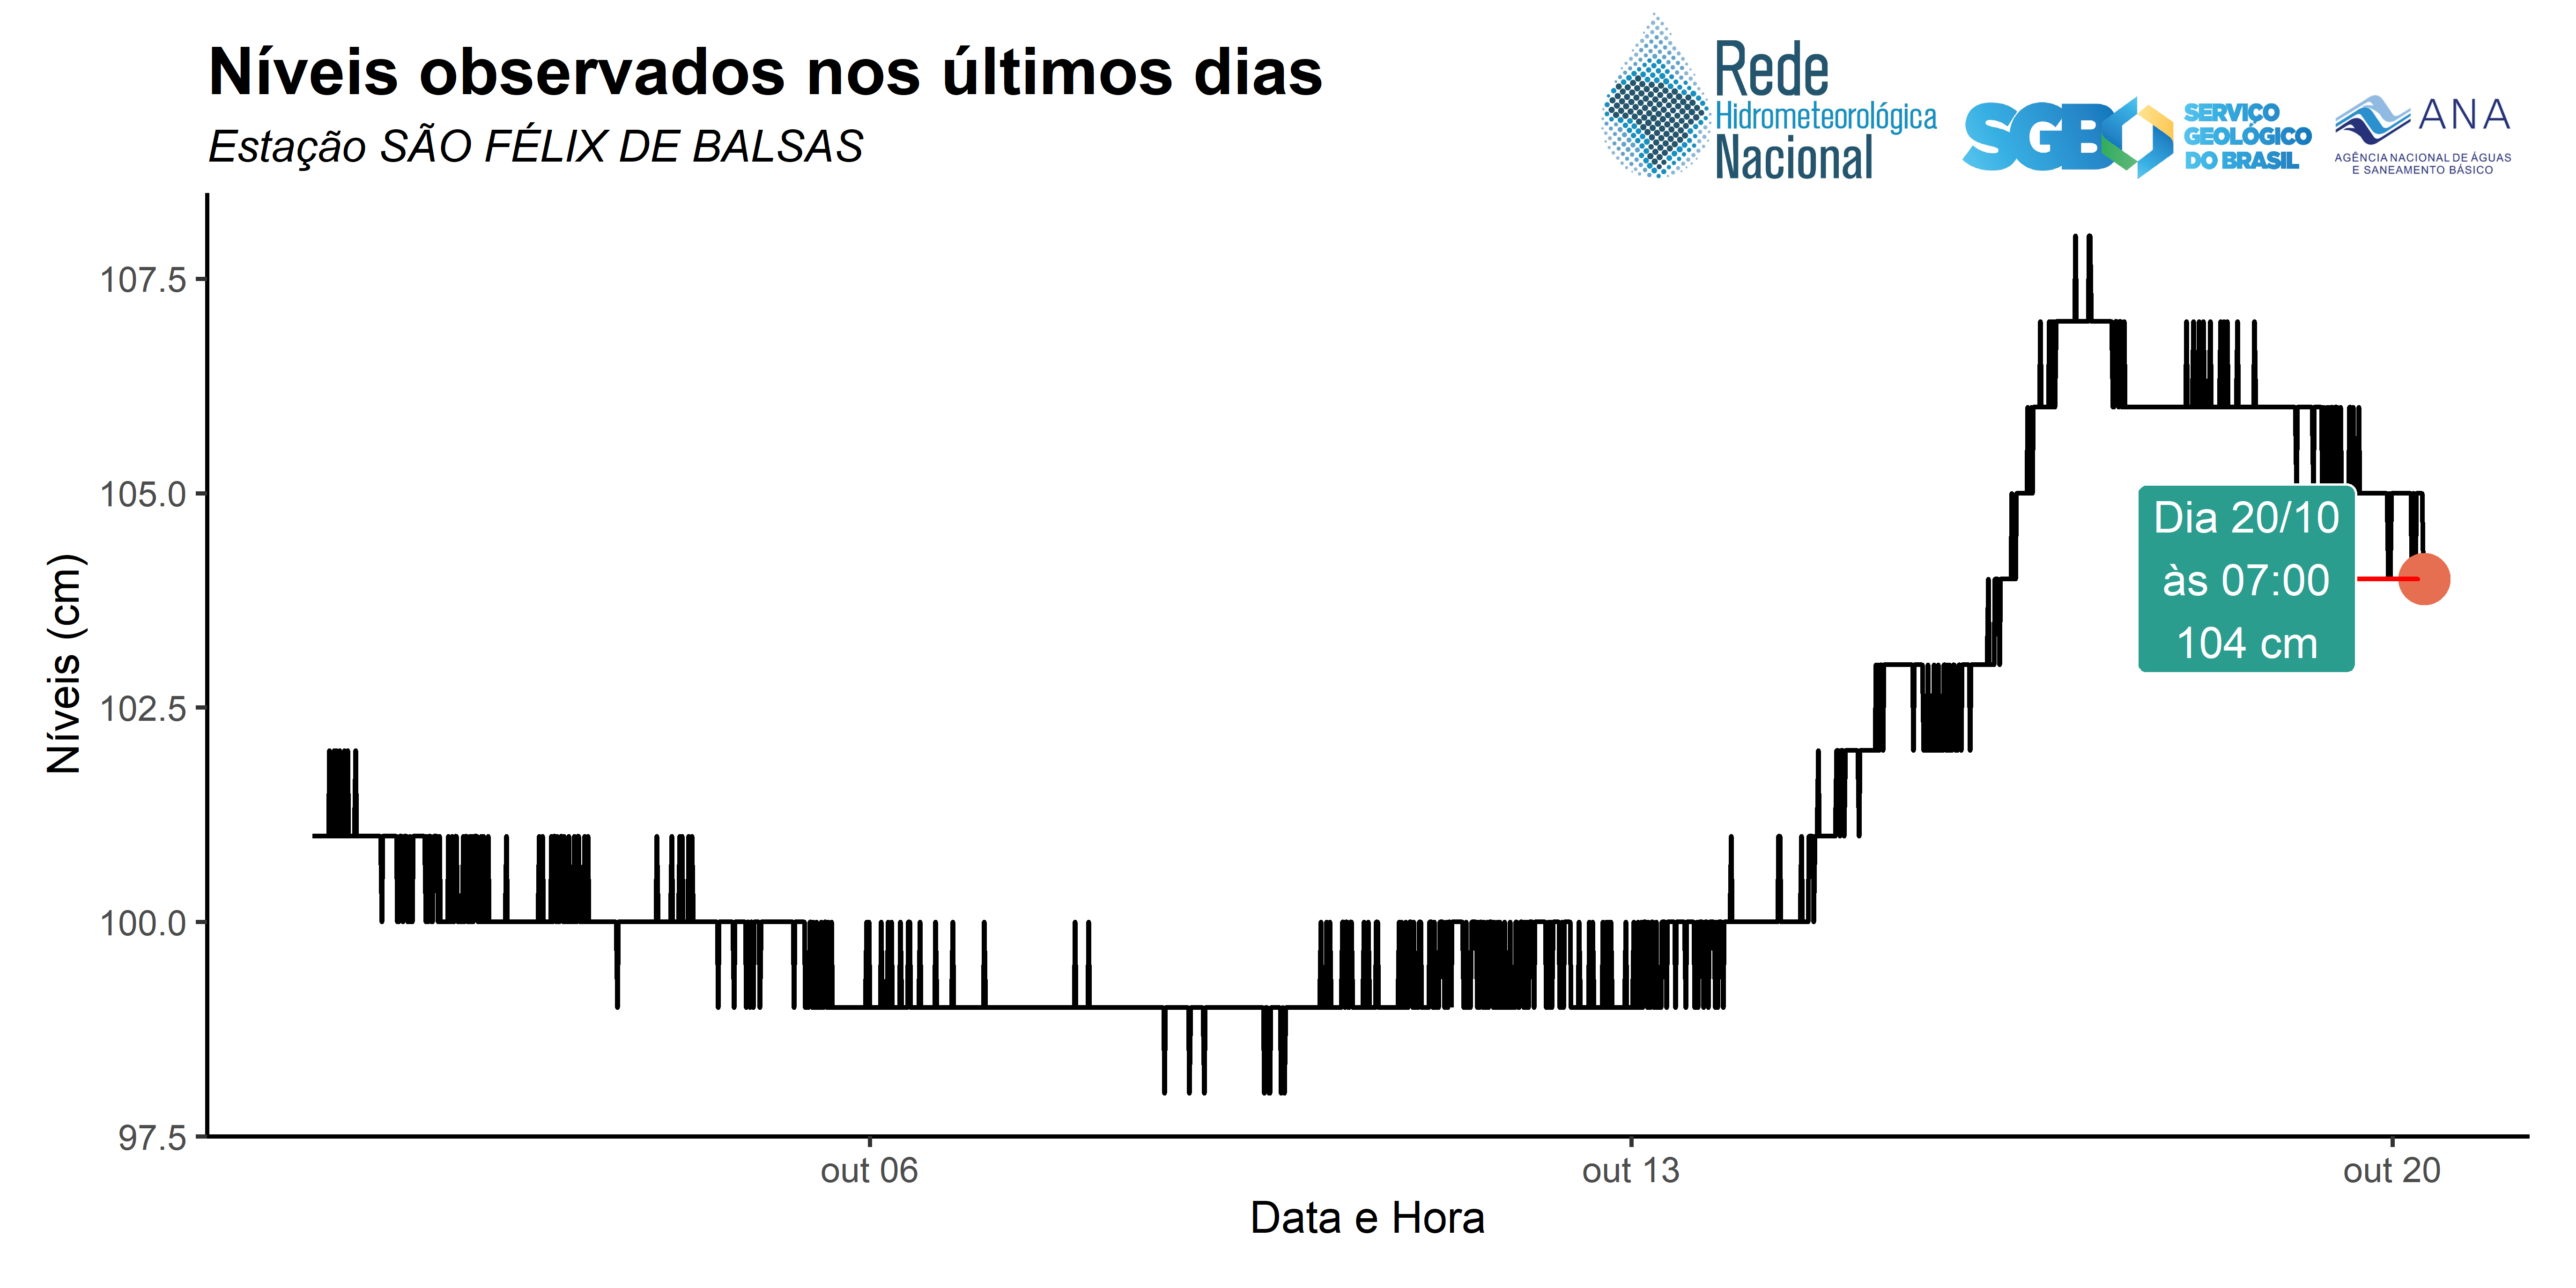 Níveis observados nos últimos dias
Estação SÃO FÉLIX DE BALSAS
Rede
Hidrometeorológica
Nacional
SGB
SERVIÇO
GEOLÓGICO
DO BRASIL
ANA
AGÊNCIA NACIONAL DE ÁGUAS
E SANEAMENTO BÁSICO
107.5
105.0
102.5
100.0
97.5
Níveis (cm)
Dia 20/10
às 07:00
104 cm
out 06
out 13
out 20
Data e Hora